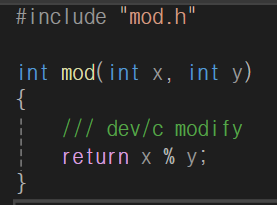 #include "mod.h"
int mod(int x, int y)
{
/// dev/c modify
return x % y;
}